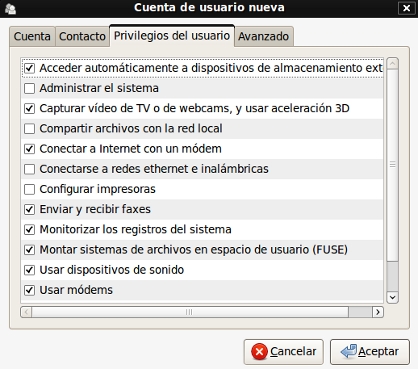 Cuenta de usuario nueva
Cuenta Contacto Privilegios del usuario Avanzado
Acceder automáticamente a dispositivos de almacenamiento ext
Administrar el sistema
Capturar vídeo de TV o de webcams, y usar aceleración 3D
Compartir archivos con la red local
Conectar a Internet con un módem
Conectarse a redes ethernet e inalámbricas
Configurar impresoras
Enviar y recibir faxes
Monitorizar los registros del sistema
Montar sistemas de archivos en espacio de usuario (FUSE)
Usar dispositivos de sonido
Usar módems
Cancelar Aceptar